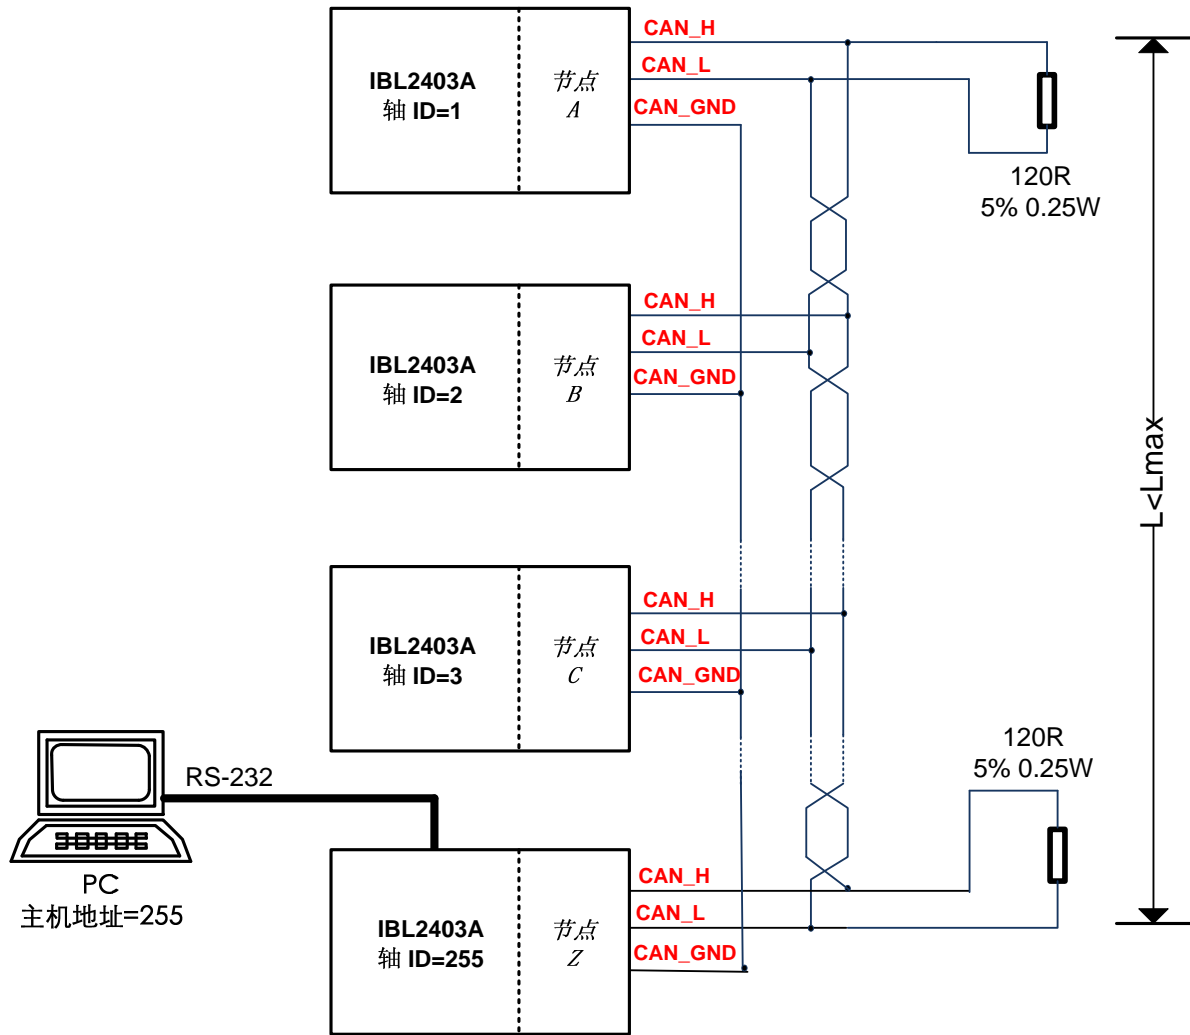 CAN_H
CAN_L
CAN_GND
IBL2403A
轴 ID=1
节点
A
120R
5% 0.25W
CAN_H
CAN_L
CAN_GND
IBL2403A
轴 ID=2
节点
B
L<Lmax
CAN_H
CAN_L
CAN_GND
IBL2403A
轴 ID=3
节点
C
120R
5% 0.25W
RS-232
PC
主机地址=255
CAN_H
CAN_L
CAN_GND
IBL2403A
轴 ID=255
节点
Z